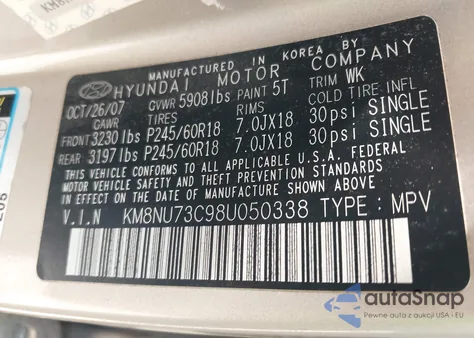 KM8
MANUFACTURED IN KOREA BY
HYUNDAI MOTOR COMPANY
OCT/26/07 GVWR 5908lbs PAINT 5T TRIM WK
GAWR TIRES RIMS COLD TIRE INFL
FRONT 3230lbs P245/60R18 7.0JX18 30psi SINGLE
REAR 3197lbs P245/60R18 7.0JX18 30psi SINGLE
THIS VEHICLE CONFORMS TO ALL APPLICABLE U.S.A. FEDERAL
MOTOR VEHICLE SAFETY STANDARDS IN
EFFECT ON THE DATE OF MANUFACTURE SHOWN ABOVE.
V.I.N KM8NU73C98U050338 TYPE : MPV
autoSnap
Pewne auta z aukcji USA i EU